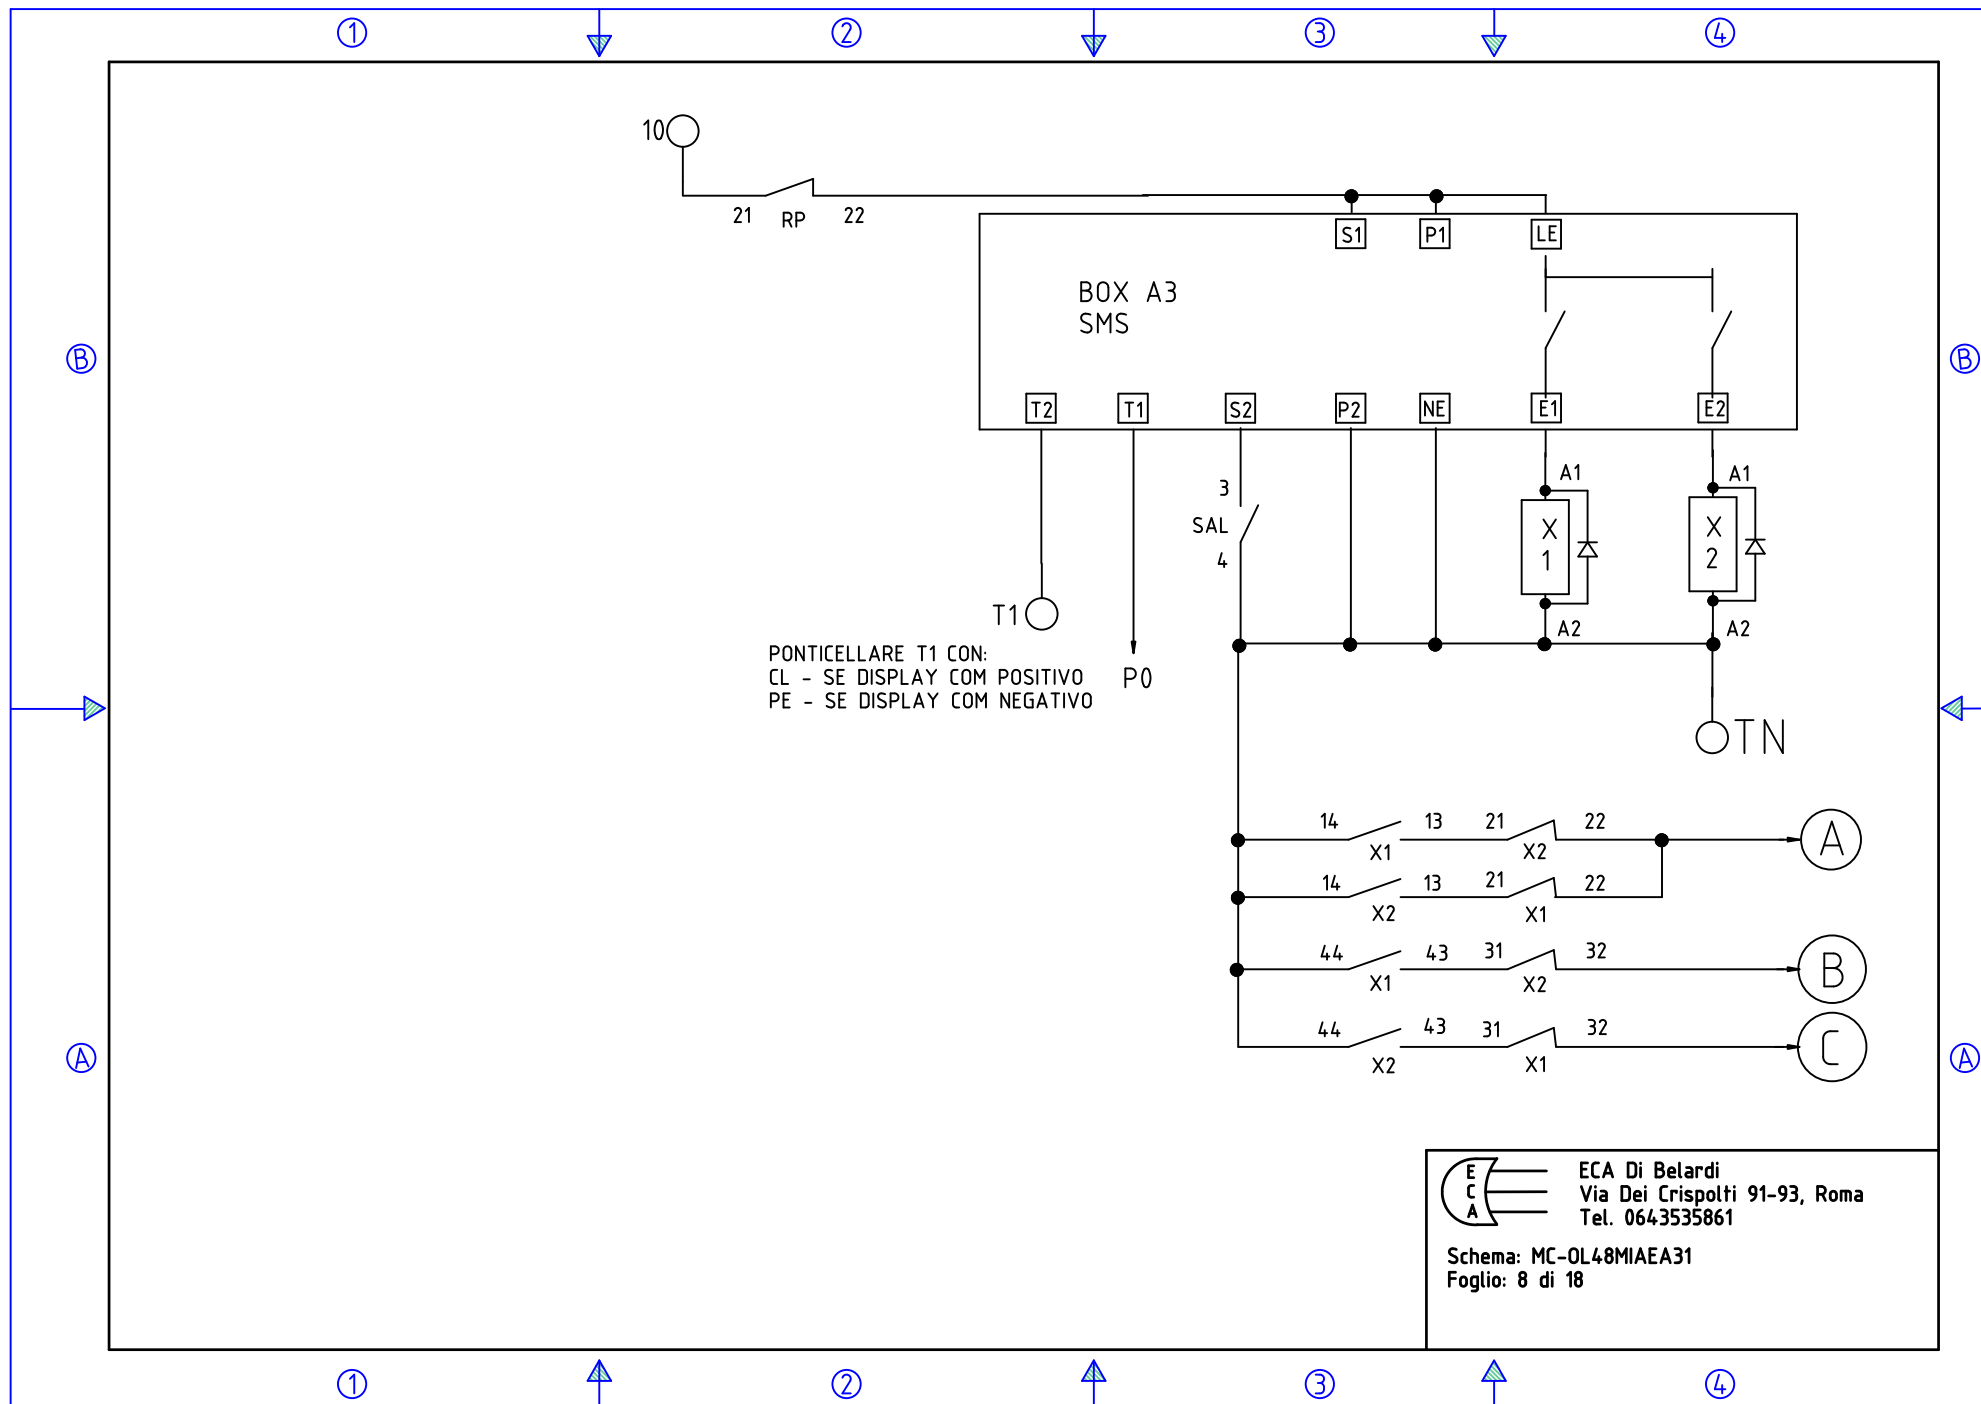 1 2 3 4
10
21 RP 22
S1 P1 LE
BOX A3
SMS
B B
T2 T1 S2 P2 NE E1 E2
A1 A1
3
SAL
4
X
1
X
2
T1
A2 A2
PONTICELLARE T1 CON:
CL - SE DISPLAY COM POSITIVO
PE - SE DISPLAY COM NEGATIVO
P0
TN
14 13 21 22
X1 X2
A
14 13 21 22
X2 X1
44 43 31 32
X1 X2
B
44 43 31 32
X2 X1
C
A A
E
C
A
ECA Di Belardi
Via Dei Crispolti 91-93, Roma
Tel. 0643535861
Schema: MC-OL48MIAEA31
Foglio: 8 di 18
1 2 3 4